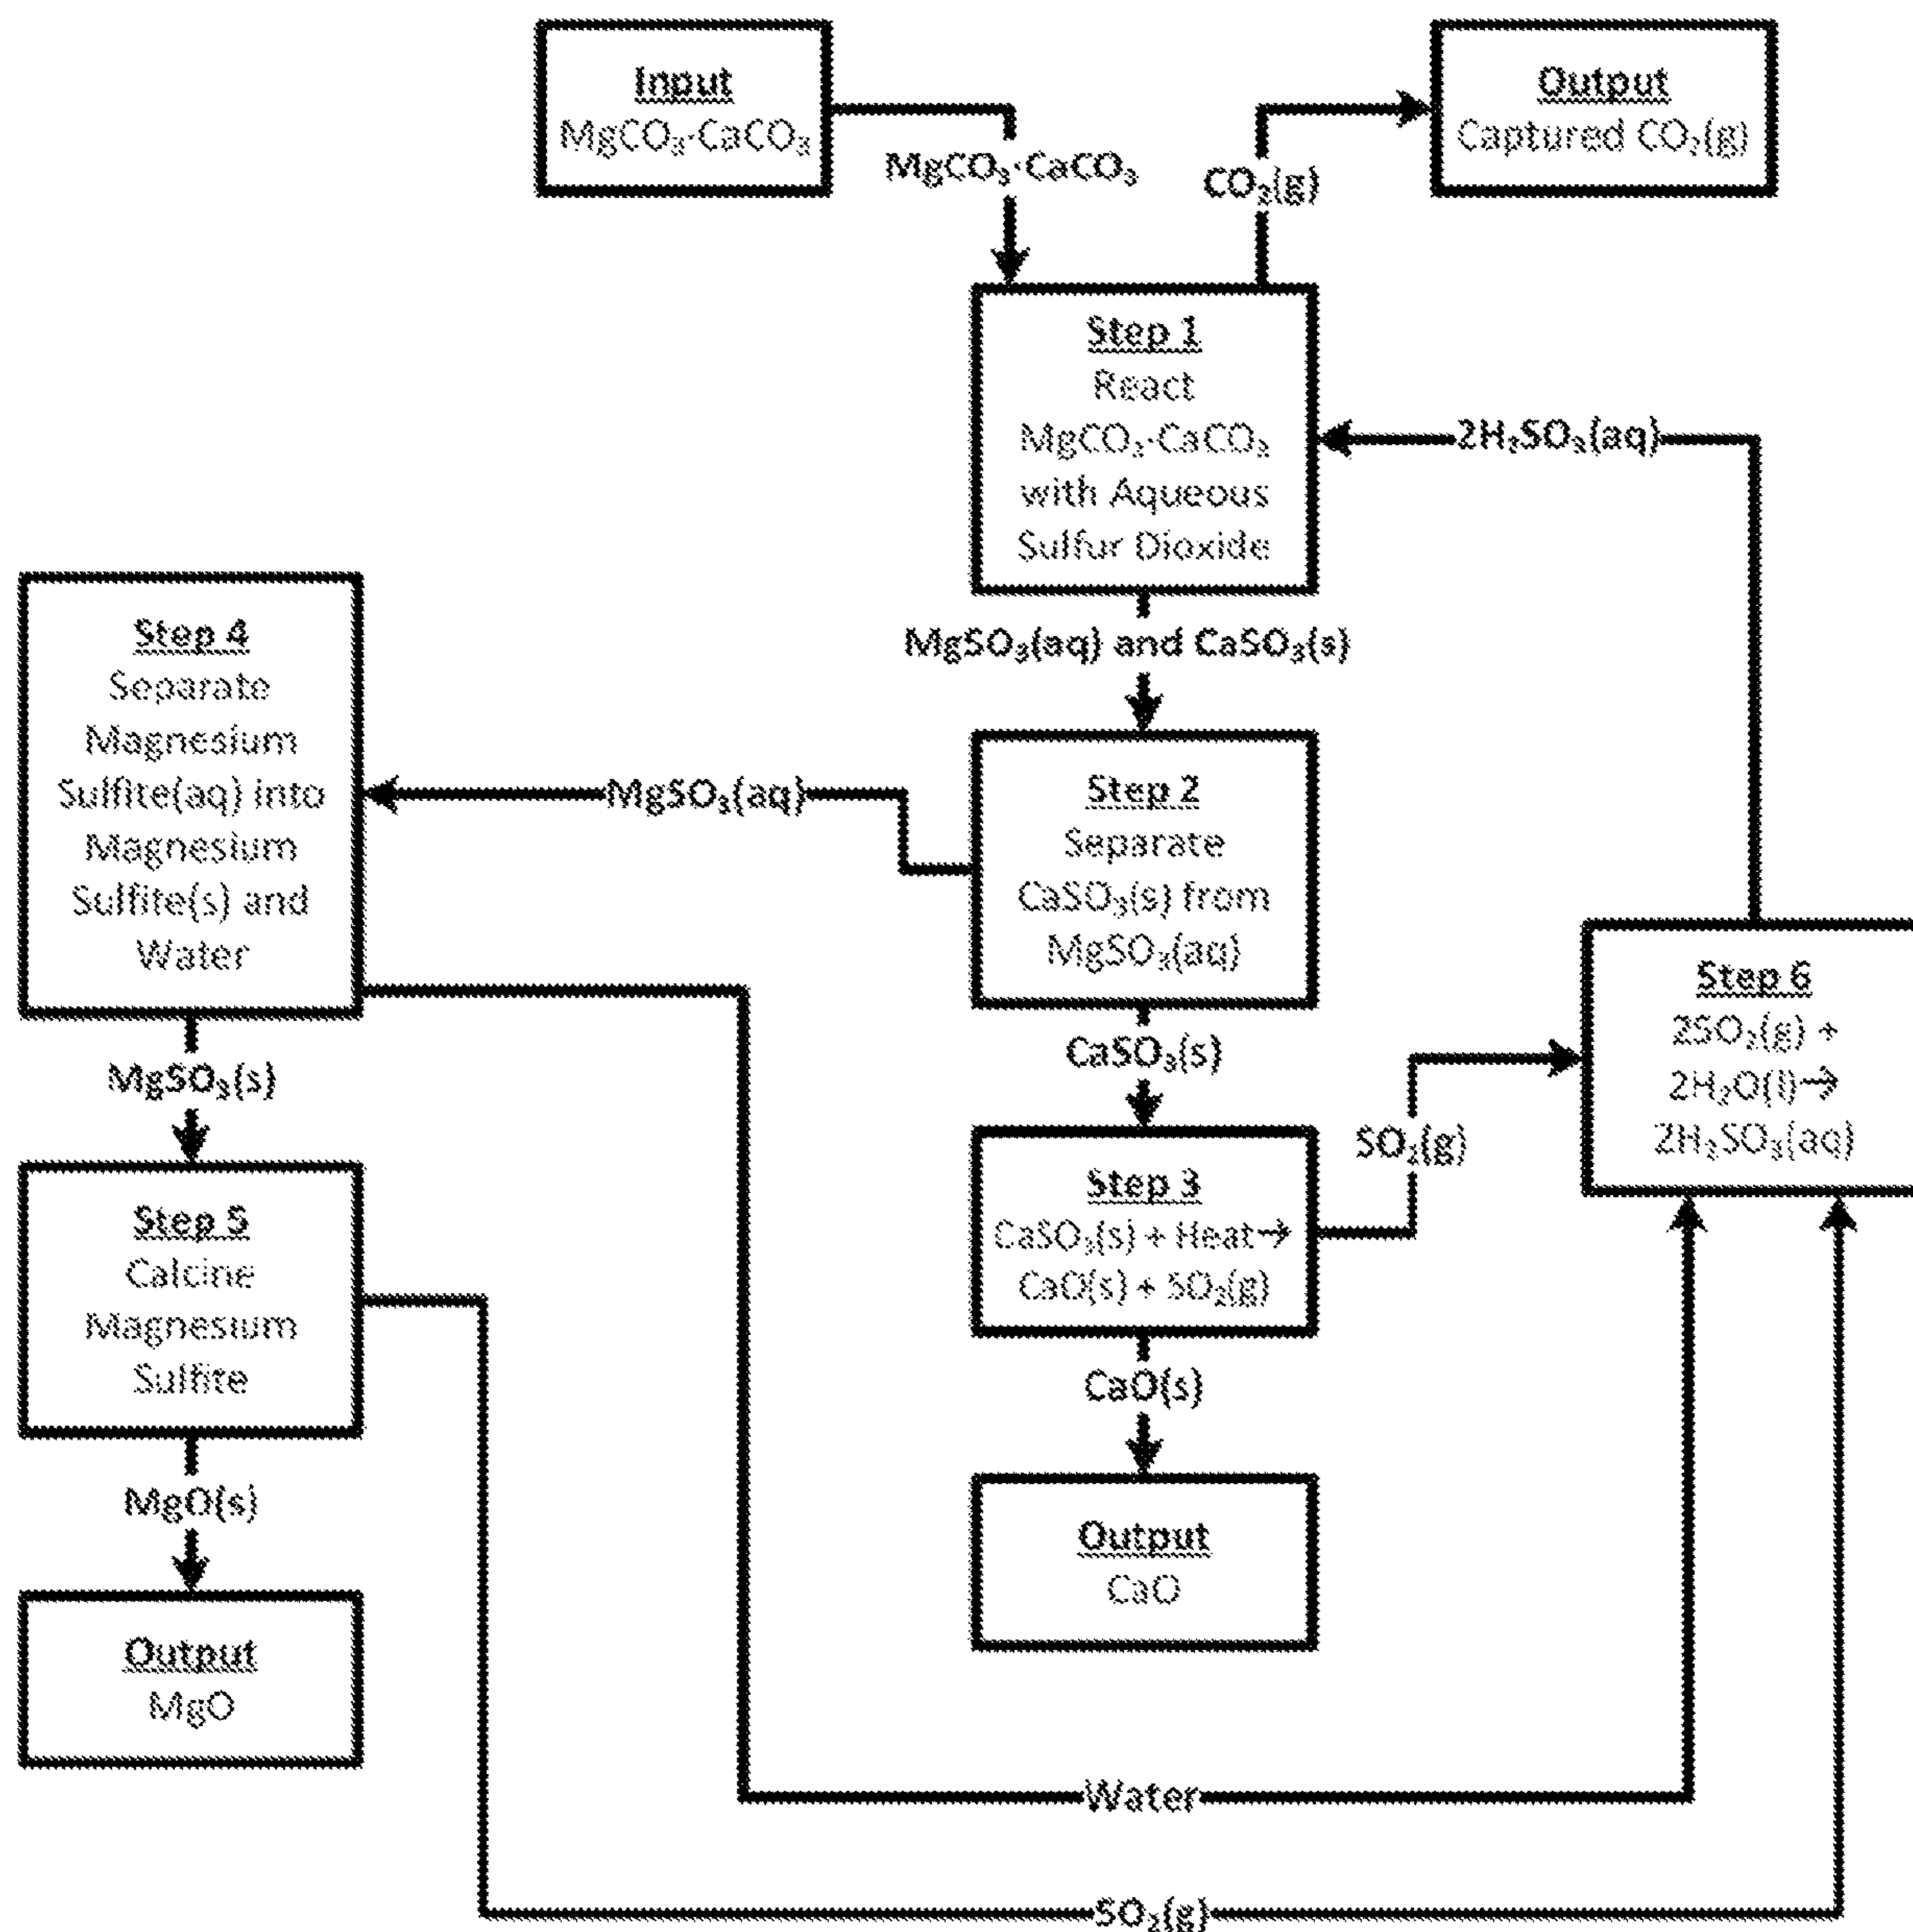 Input
MgCO₃·CaCO₃
MgCO₃·CaCO₃
CO₂(g)
Output
Captured CO₂(g)
Step 1
React
MgCO₃·CaCO₃
with Aqueous
Sulfur Dioxide
2H₂SO₃(aq)
MgSO₃(aq) and CaSO₃(s)
Step 2
Separate
CaSO₃(s) from
MgSO₃(aq)
MgSO₃(aq)
Step 4
Separate
Magnesium
Sulfite(aq) into
Magnesium
Sulfite(s) and
Water
MgSO₃(s)
CaSO₃(s)
Step 3
CaSO₃(s) + Heat→
CaO(s) + SO₂(g)
SO₂(g)
Step 6
2SO₂(g) +
2H₂O(l)→
2H₂SO₃(aq)
Step 5
Calcine
Magnesium
Sulfite
CaO(s)
MgO(s)
Output
CaO
Output
MgO
Water
SO₂(g)